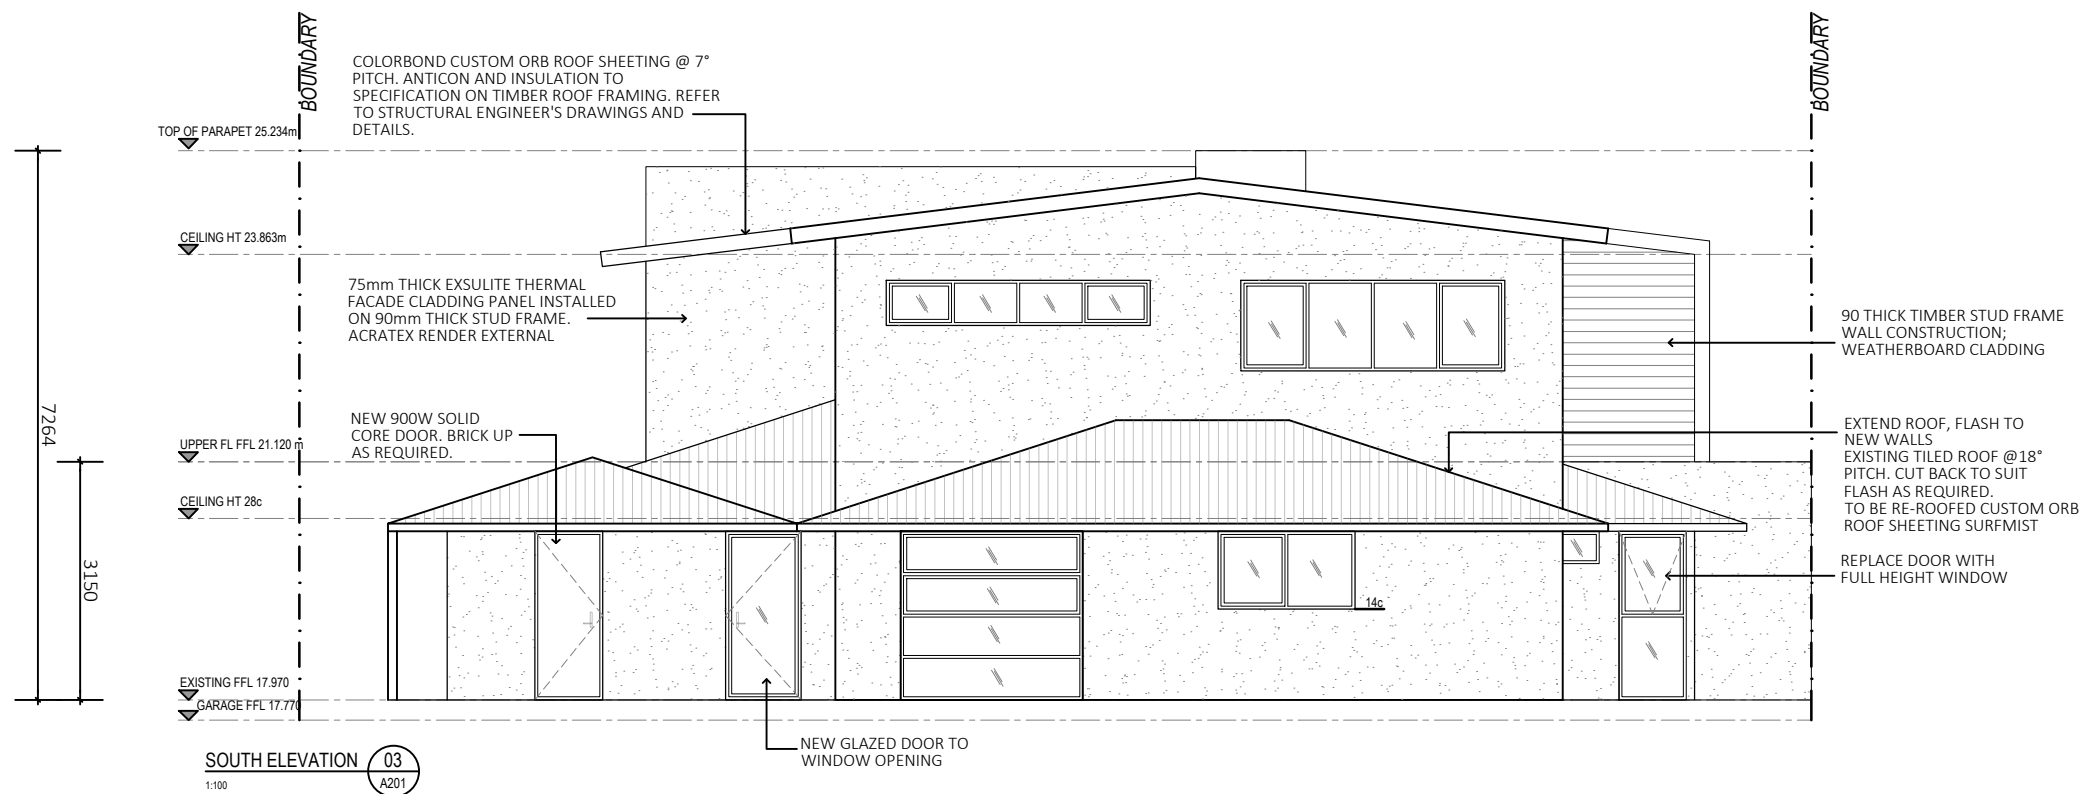 BOUNDARY
BOUNDARY
COLORBOND CUSTOM ORB ROOF SHEETING @ 7°
PITCH. ANTICON AND INSULATION TO
SPECIFICATION ON TIMBER ROOF FRAMING. REFER
TO STRUCTURAL ENGINEER'S DRAWINGS AND
DETAILS.
TOP OF PARAPET 25.234m
CEILING HT 23.863m
75mm THICK EXSULITE THERMAL
FACADE CLADDING PANEL INSTALLED
ON 90mm THICK STUD FRAME.
ACRATEX RENDER EXTERNAL
90 THICK TIMBER STUD FRAME
WALL CONSTRUCTION;
WEATHERBOARD CLADDING
7264
NEW 900W SOLID
CORE DOOR. BRICK UP
AS REQUIRED.
UPPER FL FFL 21.120 m
EXTEND ROOF, FLASH TO
NEW WALLS
EXISTING TILED ROOF @18°
PITCH. CUT BACK TO SUIT
FLASH AS REQUIRED.
TO BE RE-ROOFED CUSTOM ORB
ROOF SHEETING SURFMIST
CEILING HT 28c
3150
REPLACE DOOR WITH
FULL HEIGHT WINDOW
14c
EXISTING FFL 17.970
GARAGE FFL 17.770
NEW GLAZED DOOR TO
WINDOW OPENING
SOUTH ELEVATION
03
1:100
A201